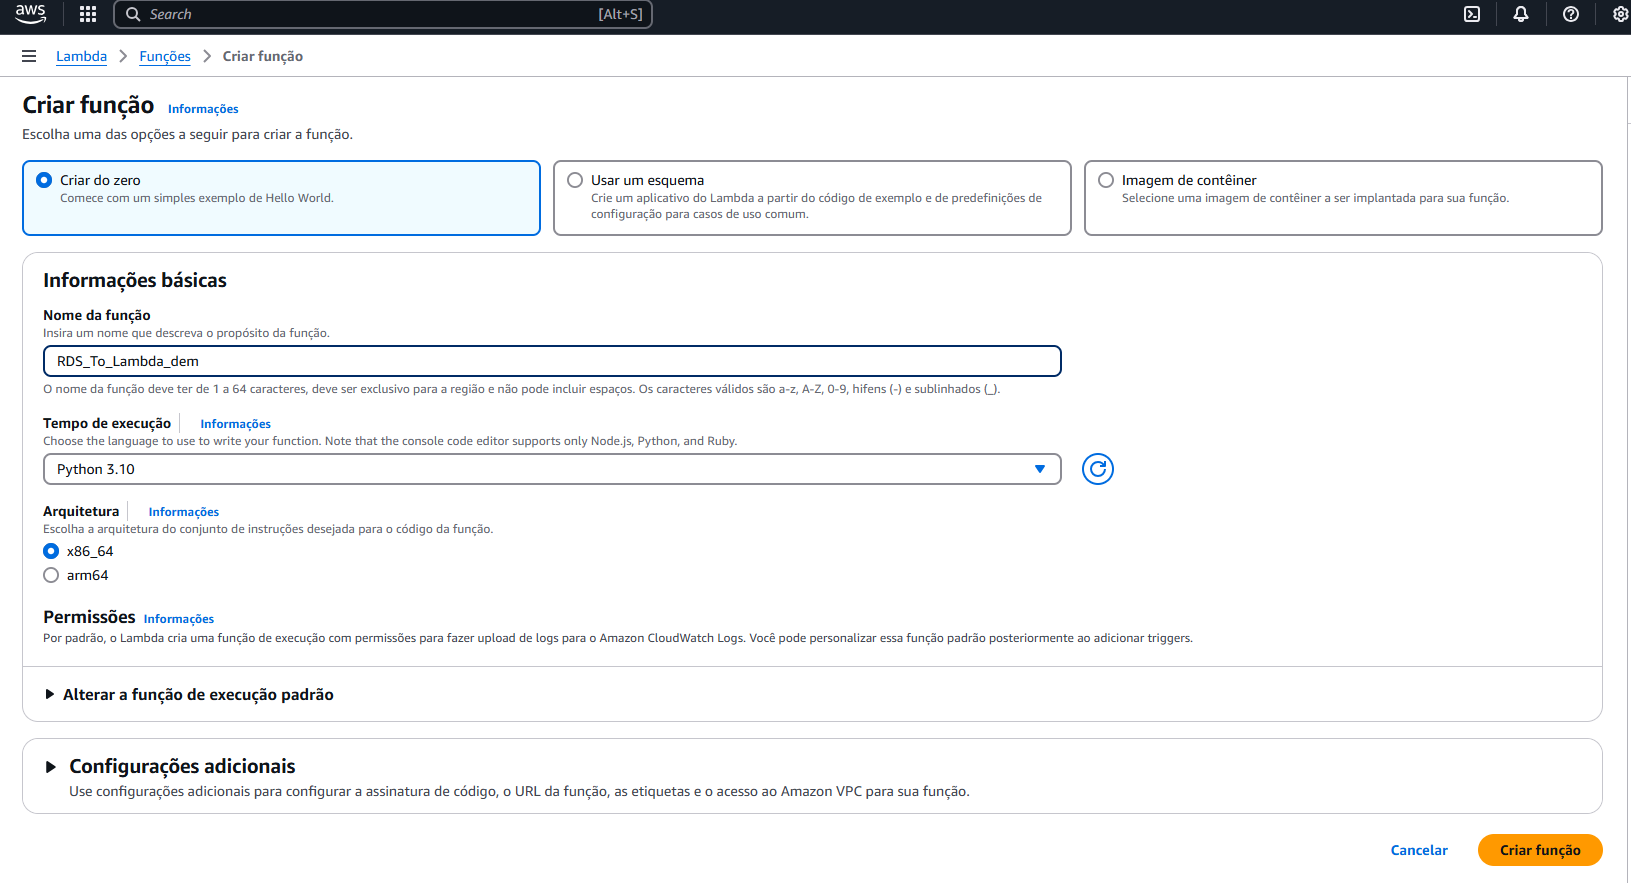 aws
Search [Alt+S]
Lambda > Funções > Criar função
Criar função Informações
Escolha uma das opções a seguir para criar a função.
Criar do zero
Comece com um simples exemplo de Hello World.
Usar um esquema
Crie um aplicativo do Lambda a partir do código de exemplo e de predefinições de
configuração para casos de uso comum.
Imagem de contêiner
Selecione uma imagem de contêiner a ser implantada para sua função.
Informações básicas
Nome da função
Insira um nome que descreva o propósito da função.
RDS_To_Lambda_dem
O nome da função deve ter de 1 a 64 caracteres, deve ser exclusivo para a região e não pode incluir espaços. Os caracteres válidos são a-z, A-Z, 0-9, hifens (-) e sublinhados (_).
Tempo de execução Informações
Choose the language to use to write your function. Note that the console code editor supports only Node.js, Python, and Ruby.
Python 3.10
Arquitetura Informações
Escolha a arquitetura do conjunto de instruções desejada para o código da função.
x86_64
arm64
Permissões Informações
Por padrão, o Lambda cria uma função de execução com permissões para fazer upload de logs para o Amazon CloudWatch Logs. Você pode personalizar essa função padrão posteriormente ao adicionar triggers.
Alterar a função de execução padrão
Configurações adicionais
Use configurações adicionais para configurar a assinatura de código, o URL da função, as etiquetas e o acesso ao Amazon VPC para sua função.
Cancelar Criar função